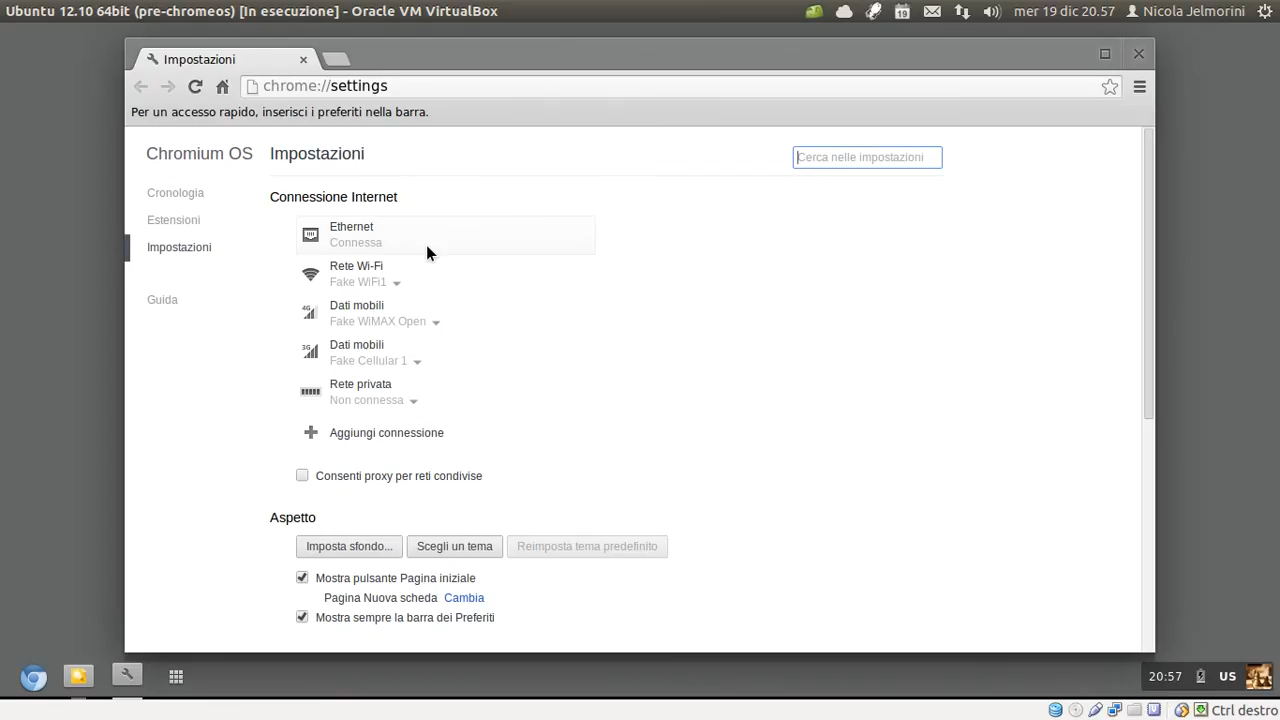 Ubuntu 12.10 64bit (pre-chromeos) [In esecuzione] - Oracle VM VirtualBox
19
mer 19 dic 20.57
Nicola Jelmorini
Impostazioni
chrome://settings
Per un accesso rapido, inserisci i preferiti nella barra.
Chromium OS
Impostazioni
Cerca nelle impostazioni
Cronologia
Estensioni
Impostazioni
Guida
Connessione Internet
Ethernet
Connessa
Rete Wi-Fi
Fake WiFi1
4G
Dati mobili
Fake WiMAX Open
3G
Dati mobili
Fake Cellular 1
Rete privata
Non connessa
Aggiungi connessione
Consenti proxy per reti condivise
Aspetto
Imposta sfondo... Scegli un tema Reimposta tema predefinito
Mostra pulsante Pagina iniziale
Pagina Nuova scheda Cambia
Mostra sempre la barra dei Preferiti
20:57 US
Ctrl destro